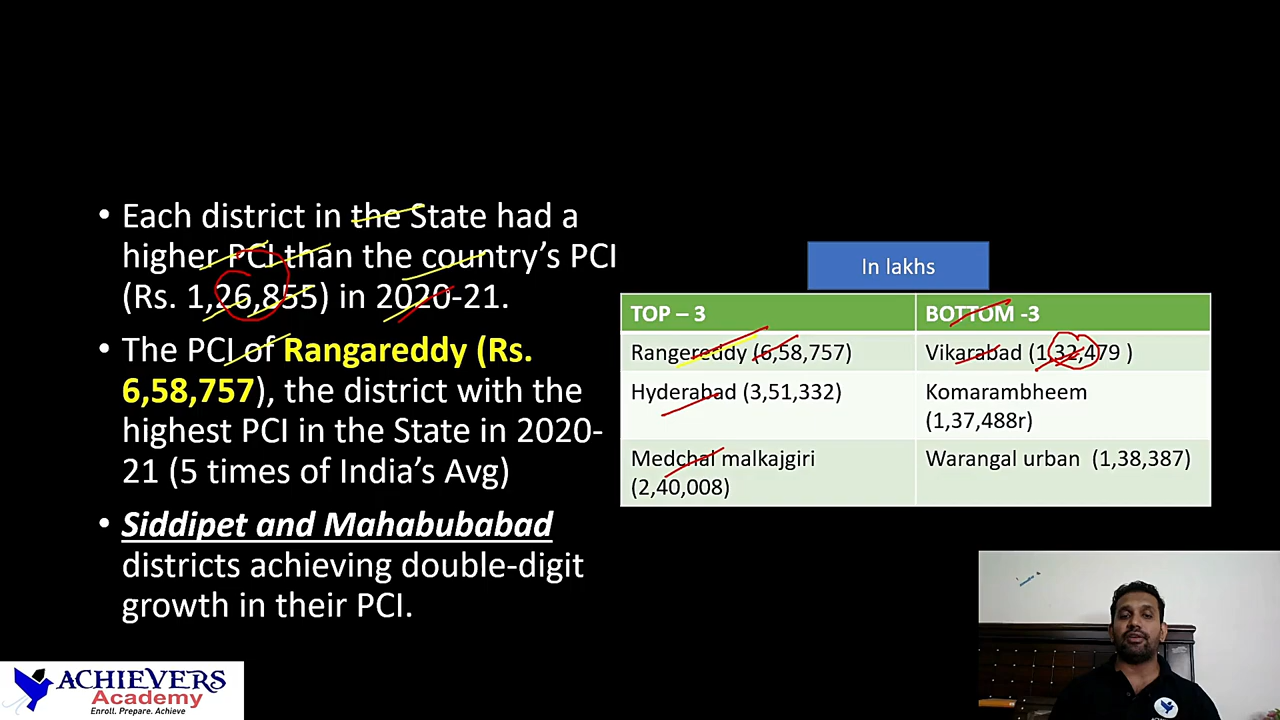 • Each district in the State had a
higher PCI than the country’s PCI
(Rs. 1,26,855) in 2020-21.
• The PCI of Rangareddy (Rs.
6,58,757), the district with the
highest PCI in the State in 2020-
21 (5 times of India’s Avg)
• Siddipet and Mahabubabad
districts achieving double-digit
growth in their PCI.
In lakhs
TOP – 3
BOTTOM -3
Rangereddy (6,58,757)
Vikarabad (1,32,479 )
Hyderabad (3,51,332)
Komarambheem
(1,37,488r)
Medchal malkajgiri
(2,40,008)
Warangal urban (1,38,387)
ACHIEVERS
Academy
Enroll. Prepare. Achieve